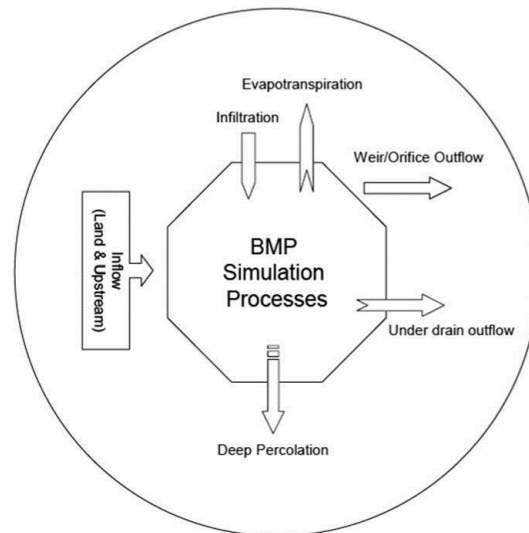 Evapotranspiration
Infiltration
Weir/Orifice Outflow
Inflow
(Land & Upstream)
BMP
Simulation
Processes
Under drain outflow
Deep Percolation